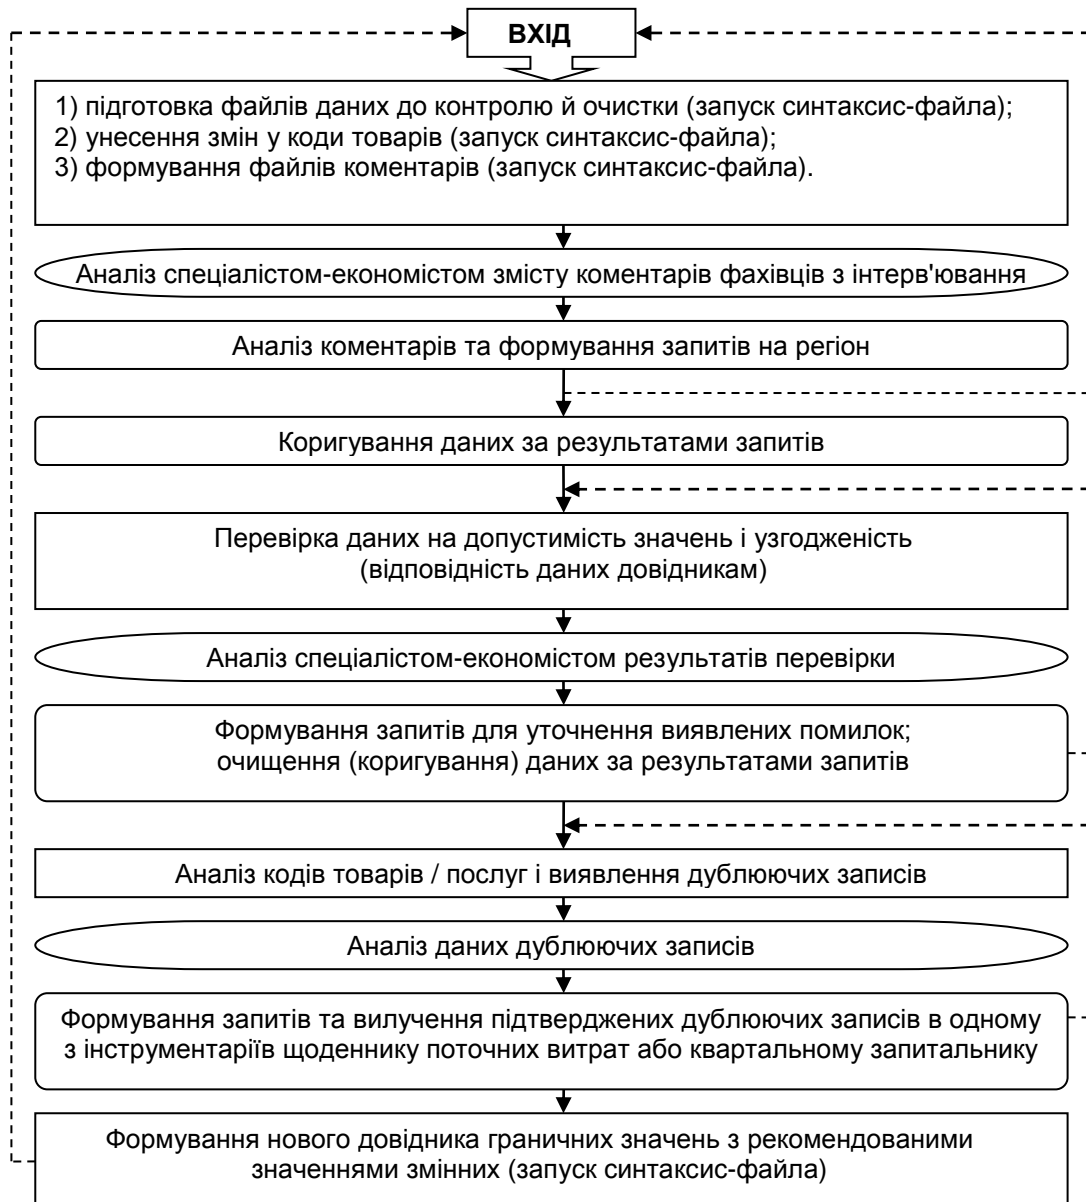 ВХІД
1) підготовка файлів даних до контролю й очистки (запуск синтаксис-файла);
2) унесення змін у коди товарів (запуск синтаксис-файла);
3) формування файлів коментарів (запуск синтаксис-файла).
Аналіз спеціалістом-економістом змісту коментарів фахівців з інтерв'ювання
Аналіз коментарів та формування запитів на регіон
Коригування даних за результатами запитів
Перевірка даних на допустимість значень і узгодженість
(відповідність даних довідникам)
Аналіз спеціалістом-економістом результатів перевірки
Формування запитів для уточнення виявлених помилок;
очищення (коригування) даних за результатами запитів
Аналіз кодів товарів / послуг і виявлення дублюючих записів
Аналіз даних дублюючих записів
Формування запитів та вилучення підтверджених дублюючих записів в одному
з інструментаріїв щоденнику поточних витрат або квартальному запитальнику
Формування нового довідника граничних значень з рекомендованими
значеннями змінних (запуск синтаксис-файла)